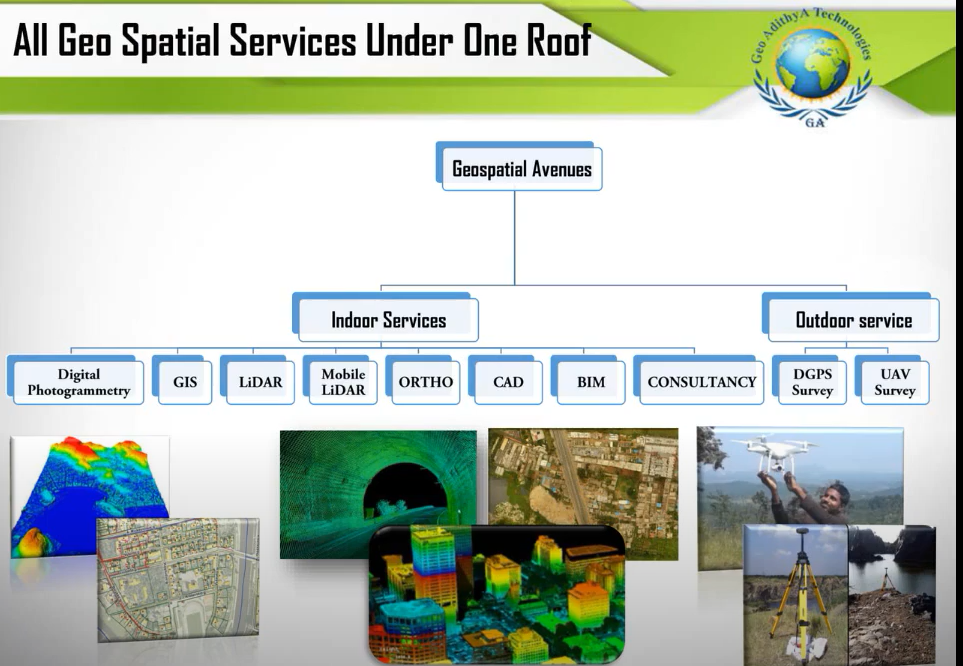 All Geo Spatial Services Under One Roof
Geo AdithyA Technologies
GA
Geospatial Avenues
Indoor Services
Outdoor service
Digital
Photogrammetry
GIS
LiDAR
Mobile
LiDAR
ORTHO
CAD
BIM
CONSULTANCY
DGPS
Survey
UAV
Survey